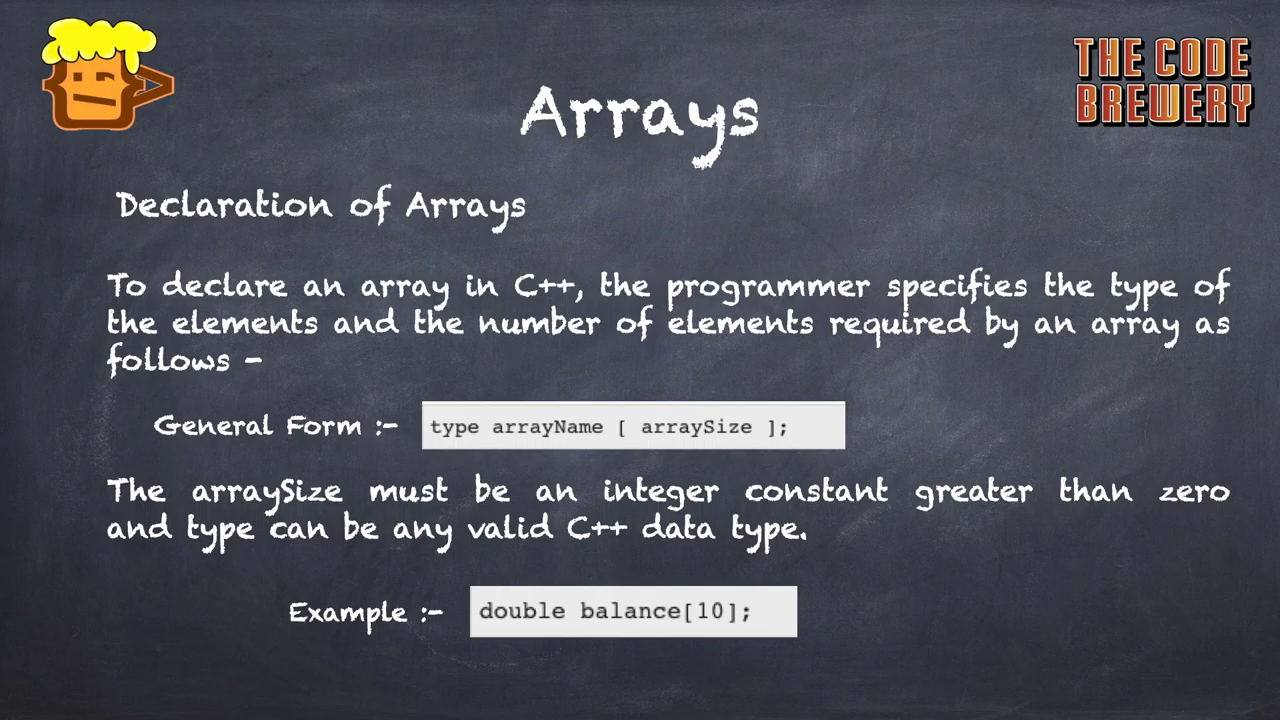 THE CODE
BREWERY
Arrays
Declaration of Arrays
To declare an array in C++, the programmer specifies the type of
the elements and the number of elements required by an array as
follows -
General Form :- type arrayName [ arraySize ];
The arraySize must be an integer constant greater than zero
and type can be any valid C++ data type.
Example :- double balance[10];